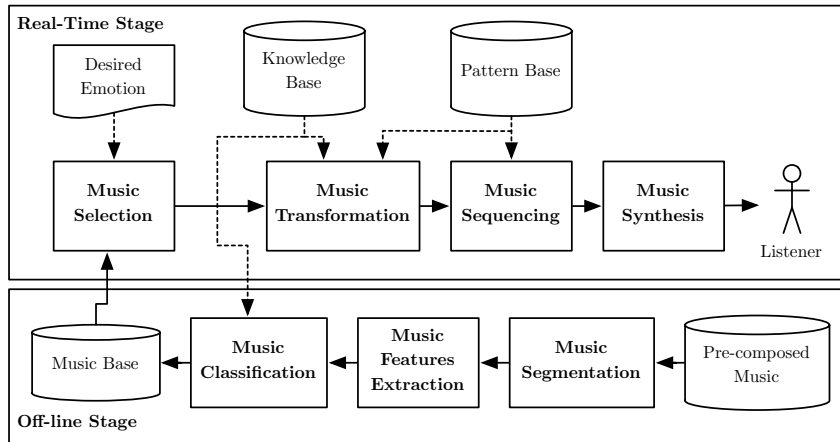 Real-Time Stage
Desired
Emotion
Knowledge
Base
Pattern Base
Music
Selection
Music
Transformation
Music
Sequencing
Music
Synthesis
Listener
Music Base
Music
Classification
Music
Features
Extraction
Music
Segmentation
Pre-composed
Music
Off-line Stage